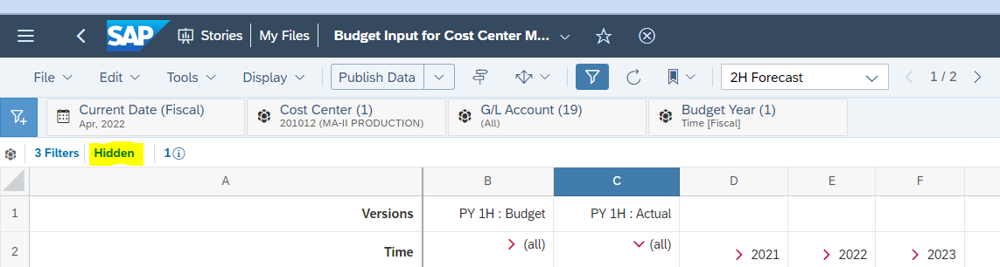 SAP Stories My Files Budget Input for Cost Center M...
File Edit Tools Display Publish Data 2H Forecast 1 / 2
Current Date (Fiscal) Cost Center (1) G/L Account (19) Budget Year (1)
Apr, 2022 201012 (MA-II PRODUCTION) (All) Time [Fiscal]
3 Filters Hidden 1
A B C D E F
1 Versions PY 1H : Budget PY 1H : Actual
2 Time (all) (all) 2021 2022 2023